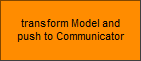 transform Model and
push to Communicator